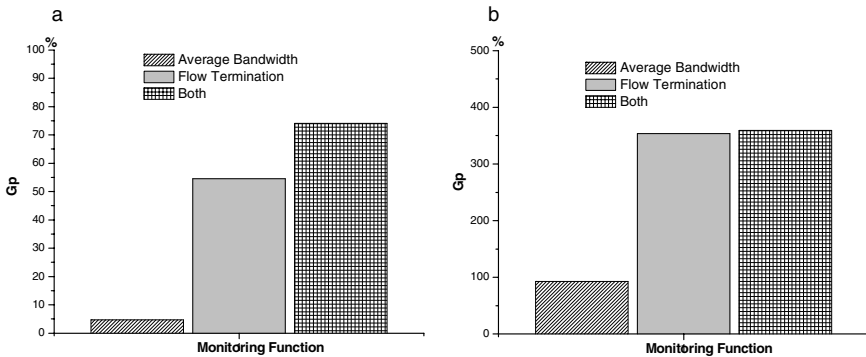 a
%
100
90
80
70
60
50
40
30
20
10
0
Gp
Average Bandwidth
Flow Termination
Both
Monitoring Function
b
%
500
400
300
200
100
0
Gp
Average Bandwidth
Flow Termination
Both
Monitoring Function